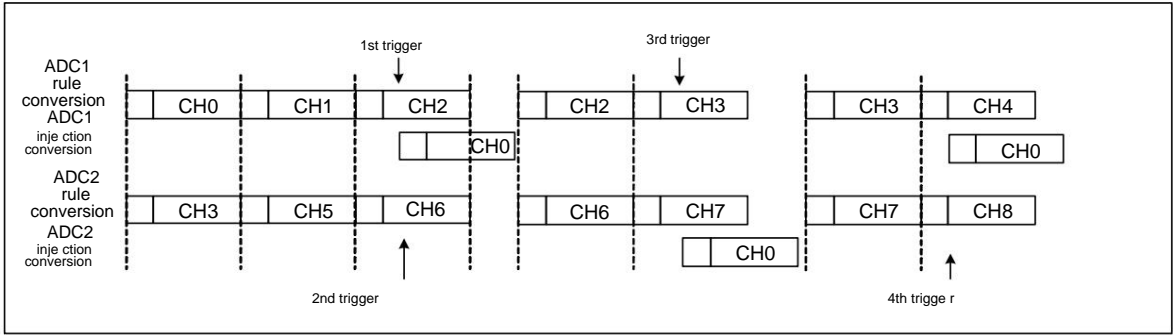 1st trigger
3rd trigger
ADC1
rule
conversion
CH0 CH1 CH2 CH2 CH3 CH3 CH4
ADC1
inje ction
conversion
CH0 CH0
ADC2
rule
conversion
CH3 CH5 CH6 CH6 CH7 CH7 CH8
ADC2
inje ction
conversion
CH0
2nd trigger
4th trigge r